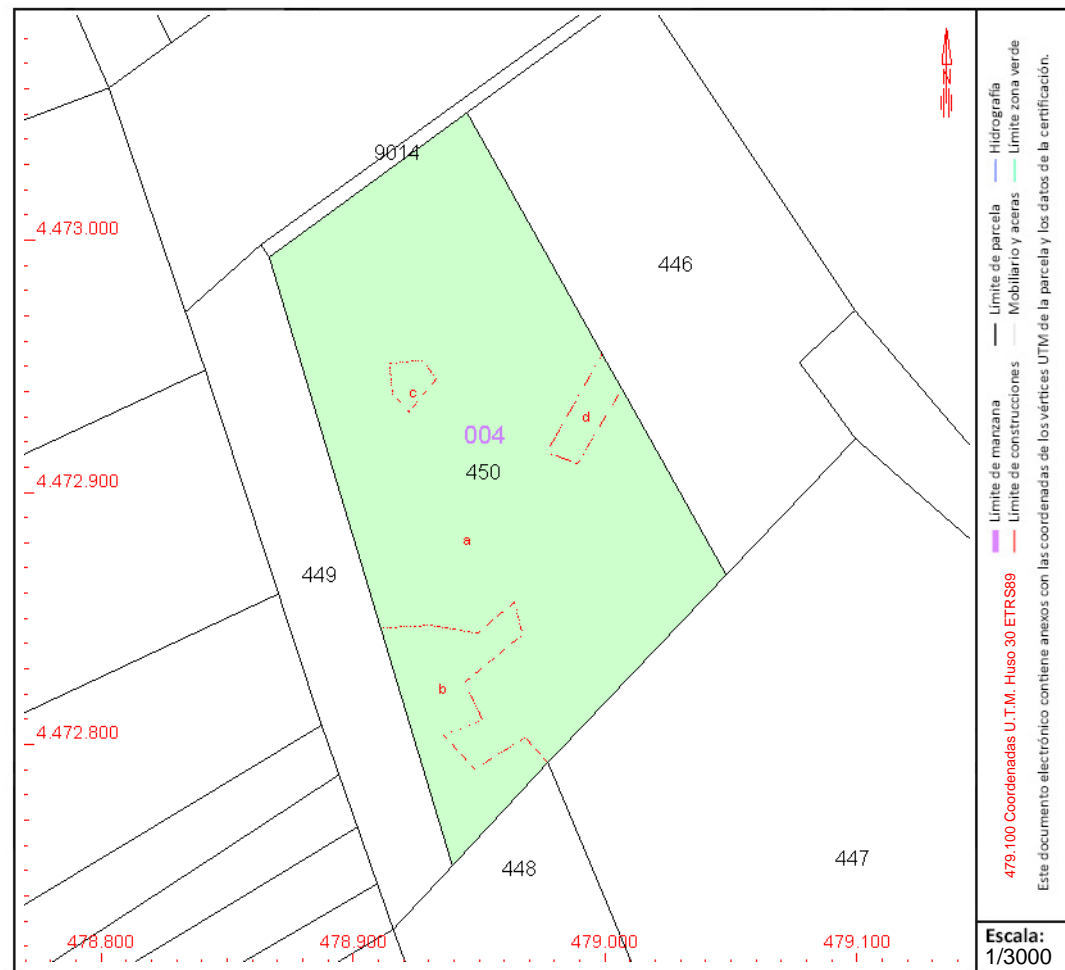 9014
4.473.000
446
c
d
004
450
4.472.900
a
449
b
4.472.800
448
447
478.800
478.900
479.000
479.100
N
479.100 Coordenadas U.T.M. Huso 30 ETRS89
Límite de manzana
Límite de parcela
Hidrografía
Límite de construcciones
Mobiliario y aceras
Límite zona verde
Este documento electrónico contiene anexos con las coordenadas de los vértices UTM de la parcela y los datos de la certificación.
Escala:
1/3000